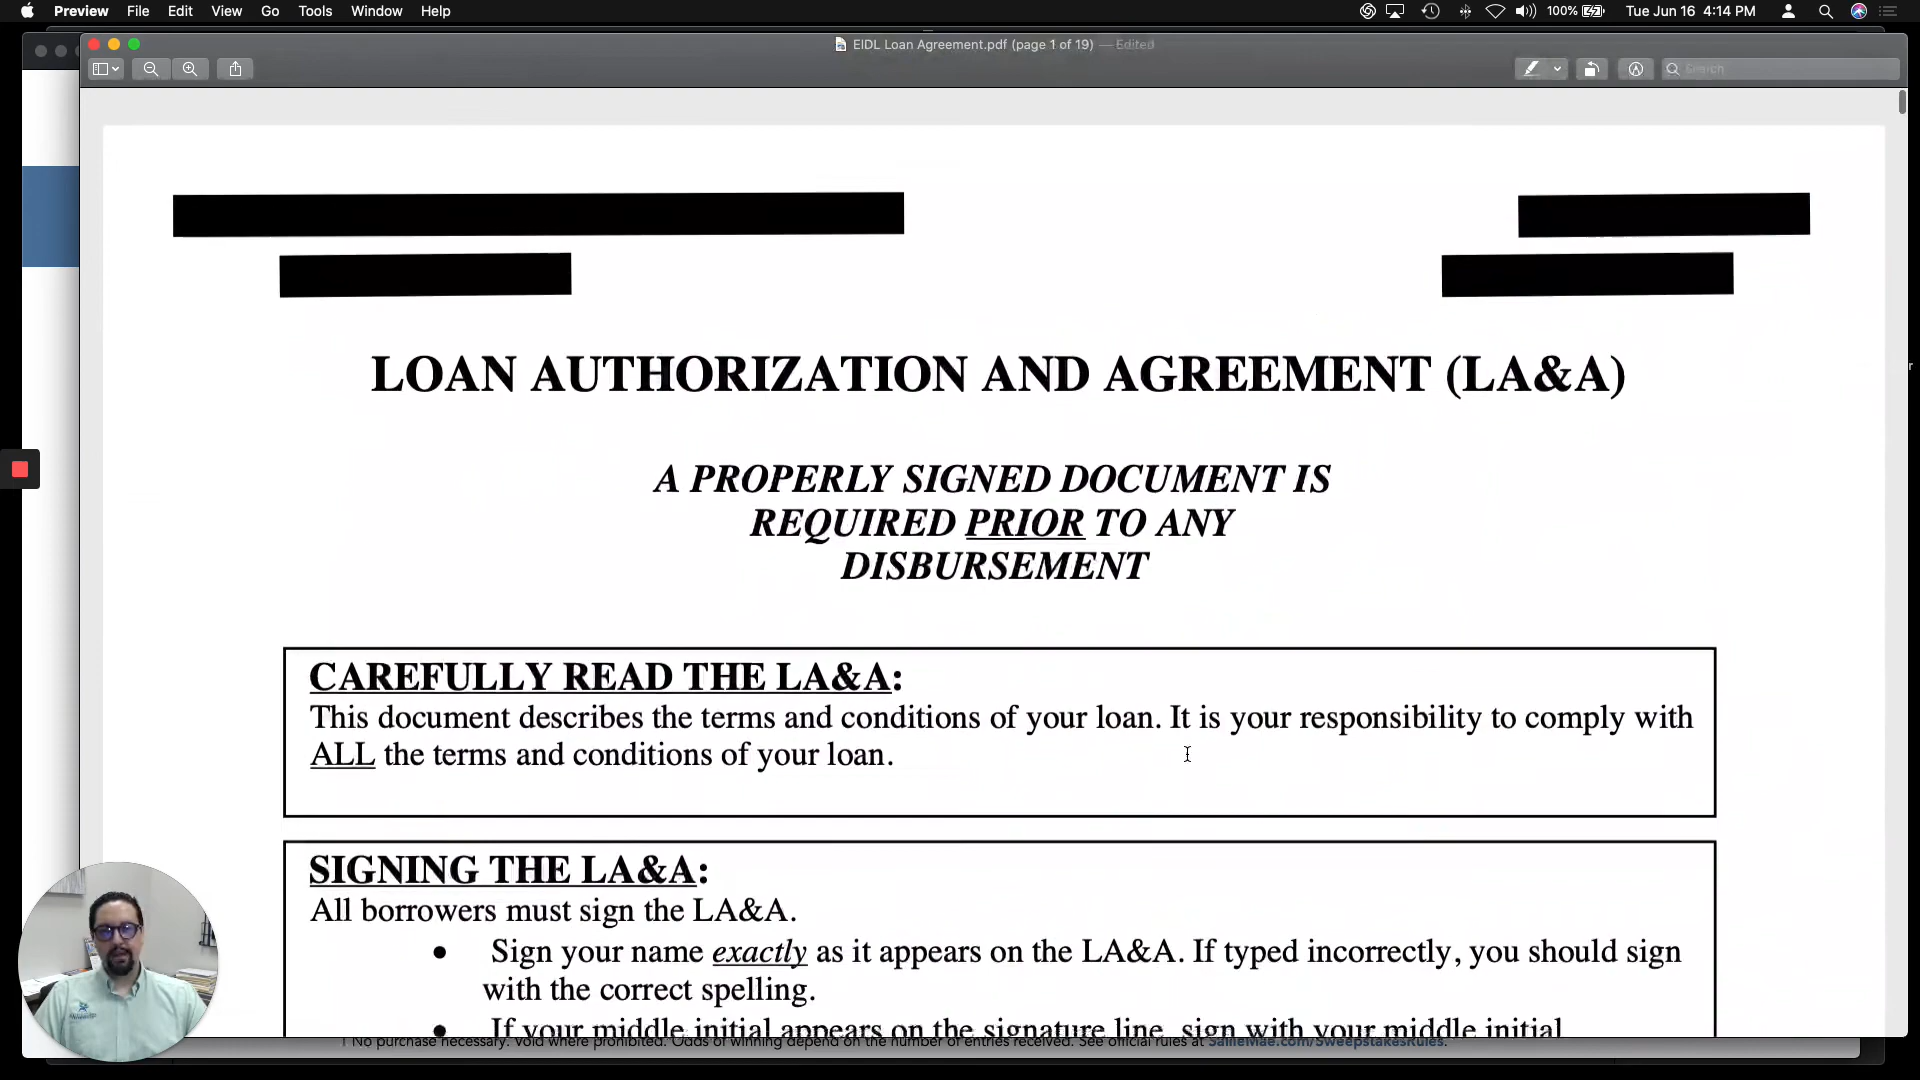 Preview File Edit View Go Tools Window Help
100%
Tue Jun 16 4:14 PM
EIDL Loan Agreement.pdf (page 1 of 19) — Edited
Search
LOAN AUTHORIZATION AND AGREEMENT (LA&A)
A PROPERLY SIGNED DOCUMENT IS
REQUIRED PRIOR TO ANY
DISBURSEMENT
CAREFULLY READ THE LA&A:
This document describes the terms and conditions of your loan. It is your responsibility to comply with
ALL the terms and conditions of your loan.
SIGNING THE LA&A:
All borrowers must sign the LA&A.
• Sign your name exactly as it appears on the LA&A. If typed incorrectly, you should sign
with the correct spelling.
• If your middle initial appears on the signature line, sign with your middle initial
No purchase necessary. Void where prohibited. Odds of winning depend on the number of entries received. See official rules at SallieMae.com/SweepstakesRules.